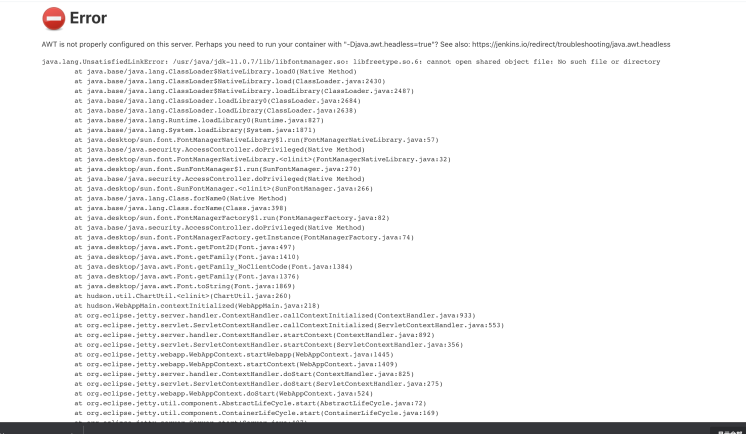 Error
AWT is not properly configured on this server. Perhaps you need to run your container with "-Djava.awt.headless=true"? See also: https://jenkins.io/redirect/troubleshooting/java.awt.headless
java.lang.UnsatisfiedLinkError: /usr/java/jdk-11.0.7/lib/libfontmanager.so: libfreetype.so.6: cannot open shared object file: No such file or directory
at java.base/java.lang.ClassLoader$NativeLibrary.load0(Native Method)
at java.base/java.lang.ClassLoader$NativeLibrary.load(ClassLoader.java:2430)
at java.base/java.lang.ClassLoader$NativeLibrary.loadLibrary(ClassLoader.java:2487)
at java.base/java.lang.ClassLoader.loadLibrary0(ClassLoader.java:2684)
at java.base/java.lang.ClassLoader.loadLibrary(ClassLoader.java:2638)
at java.base/java.lang.Runtime.loadLibrary0(Runtime.java:827)
at java.base/java.lang.System.loadLibrary(System.java:1871)
at java.desktop/sun.font.FontManagerNativeLibrary$1.run(FontManagerNativeLibrary.java:57)
at java.base/java.security.AccessController.doPrivileged(Native Method)
at java.desktop/sun.font.FontManagerNativeLibrary.<clinit>(FontManagerNativeLibrary.java:32)
at java.desktop/sun.font.SunFontManager$1.run(SunFontManager.java:270)
at java.base/java.security.AccessController.doPrivileged(Native Method)
at java.desktop/sun.font.SunFontManager.<clinit>(SunFontManager.java:266)
at java.base/java.lang.Class.forName0(Native Method)
at java.base/java.lang.Class.forName(Class.java:398)
at java.desktop/sun.font.FontManagerFactory$1.run(FontManagerFactory.java:82)
at java.base/java.security.AccessController.doPrivileged(Native Method)
at java.desktop/sun.font.FontManagerFactory.getInstance(FontManagerFactory.java:74)
at java.desktop/java.awt.Font.getFont2D(Font.java:497)
at java.desktop/java.awt.Font.getFamily(Font.java:1410)
at java.desktop/java.awt.Font.getFamily_NoClientCode(Font.java:1384)
at java.desktop/java.awt.Font.getFamily(Font.java:1376)
at java.desktop/java.awt.Font.toString(Font.java:1869)
at hudson.util.ChartUtil.<clinit>(ChartUtil.java:260)
at hudson.WebAppMain.contextInitialized(WebAppMain.java:218)
at org.eclipse.jetty.server.handler.ContextHandler.callContextInitialized(ContextHandler.java:933)
at org.eclipse.jetty.servlet.ServletContextHandler.callContextInitialized(ServletContextHandler.java:553)
at org.eclipse.jetty.server.handler.ContextHandler.startContext(ContextHandler.java:892)
at org.eclipse.jetty.servlet.ServletContextHandler.startContext(ServletContextHandler.java:356)
at org.eclipse.jetty.webapp.WebAppContext.startWebapp(WebAppContext.java:1445)
at org.eclipse.jetty.webapp.WebAppContext.startContext(WebAppContext.java:1409)
at org.eclipse.jetty.server.handler.ContextHandler.doStart(ContextHandler.java:825)
at org.eclipse.jetty.servlet.ServletContextHandler.doStart(ServletContextHandler.java:275)
at org.eclipse.jetty.webapp.WebAppContext.doStart(WebAppContext.java:524)
at org.eclipse.jetty.util.component.AbstractLifeCycle.start(AbstractLifeCycle.java:72)
at org.eclipse.jetty.util.component.ContainerLifeCycle.start(ContainerLifeCycle.java:169)